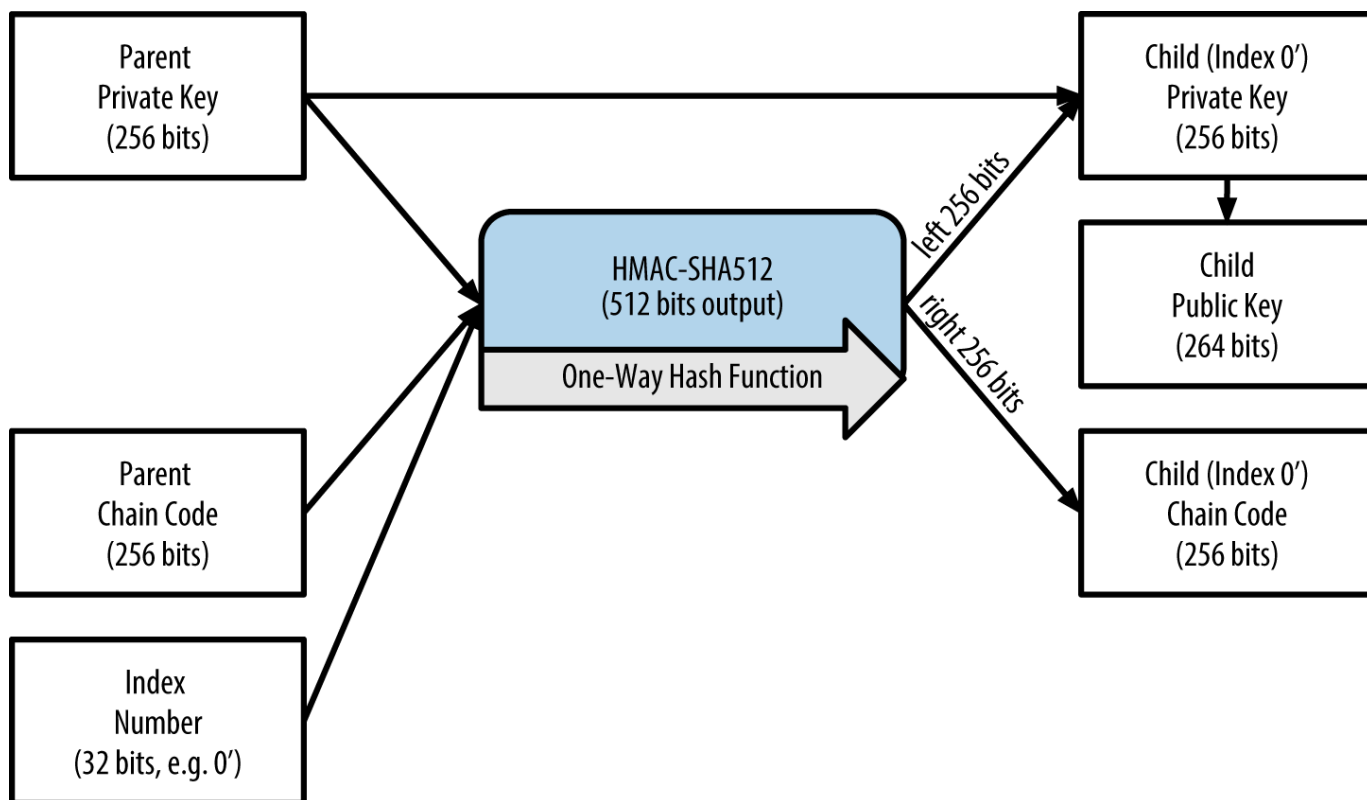 Parent
Private Key
(256 bits)
Child (Index 0’)
Private Key
(256 bits)
left 256 bits
HMAC-SHA512
(512 bits output)
One-Way Hash Function
right 256 bits
Child
Public Key
(264 bits)
Parent
Chain Code
(256 bits)
Child (Index 0’)
Chain Code
(256 bits)
Index
Number
(32 bits, e.g. 0’)